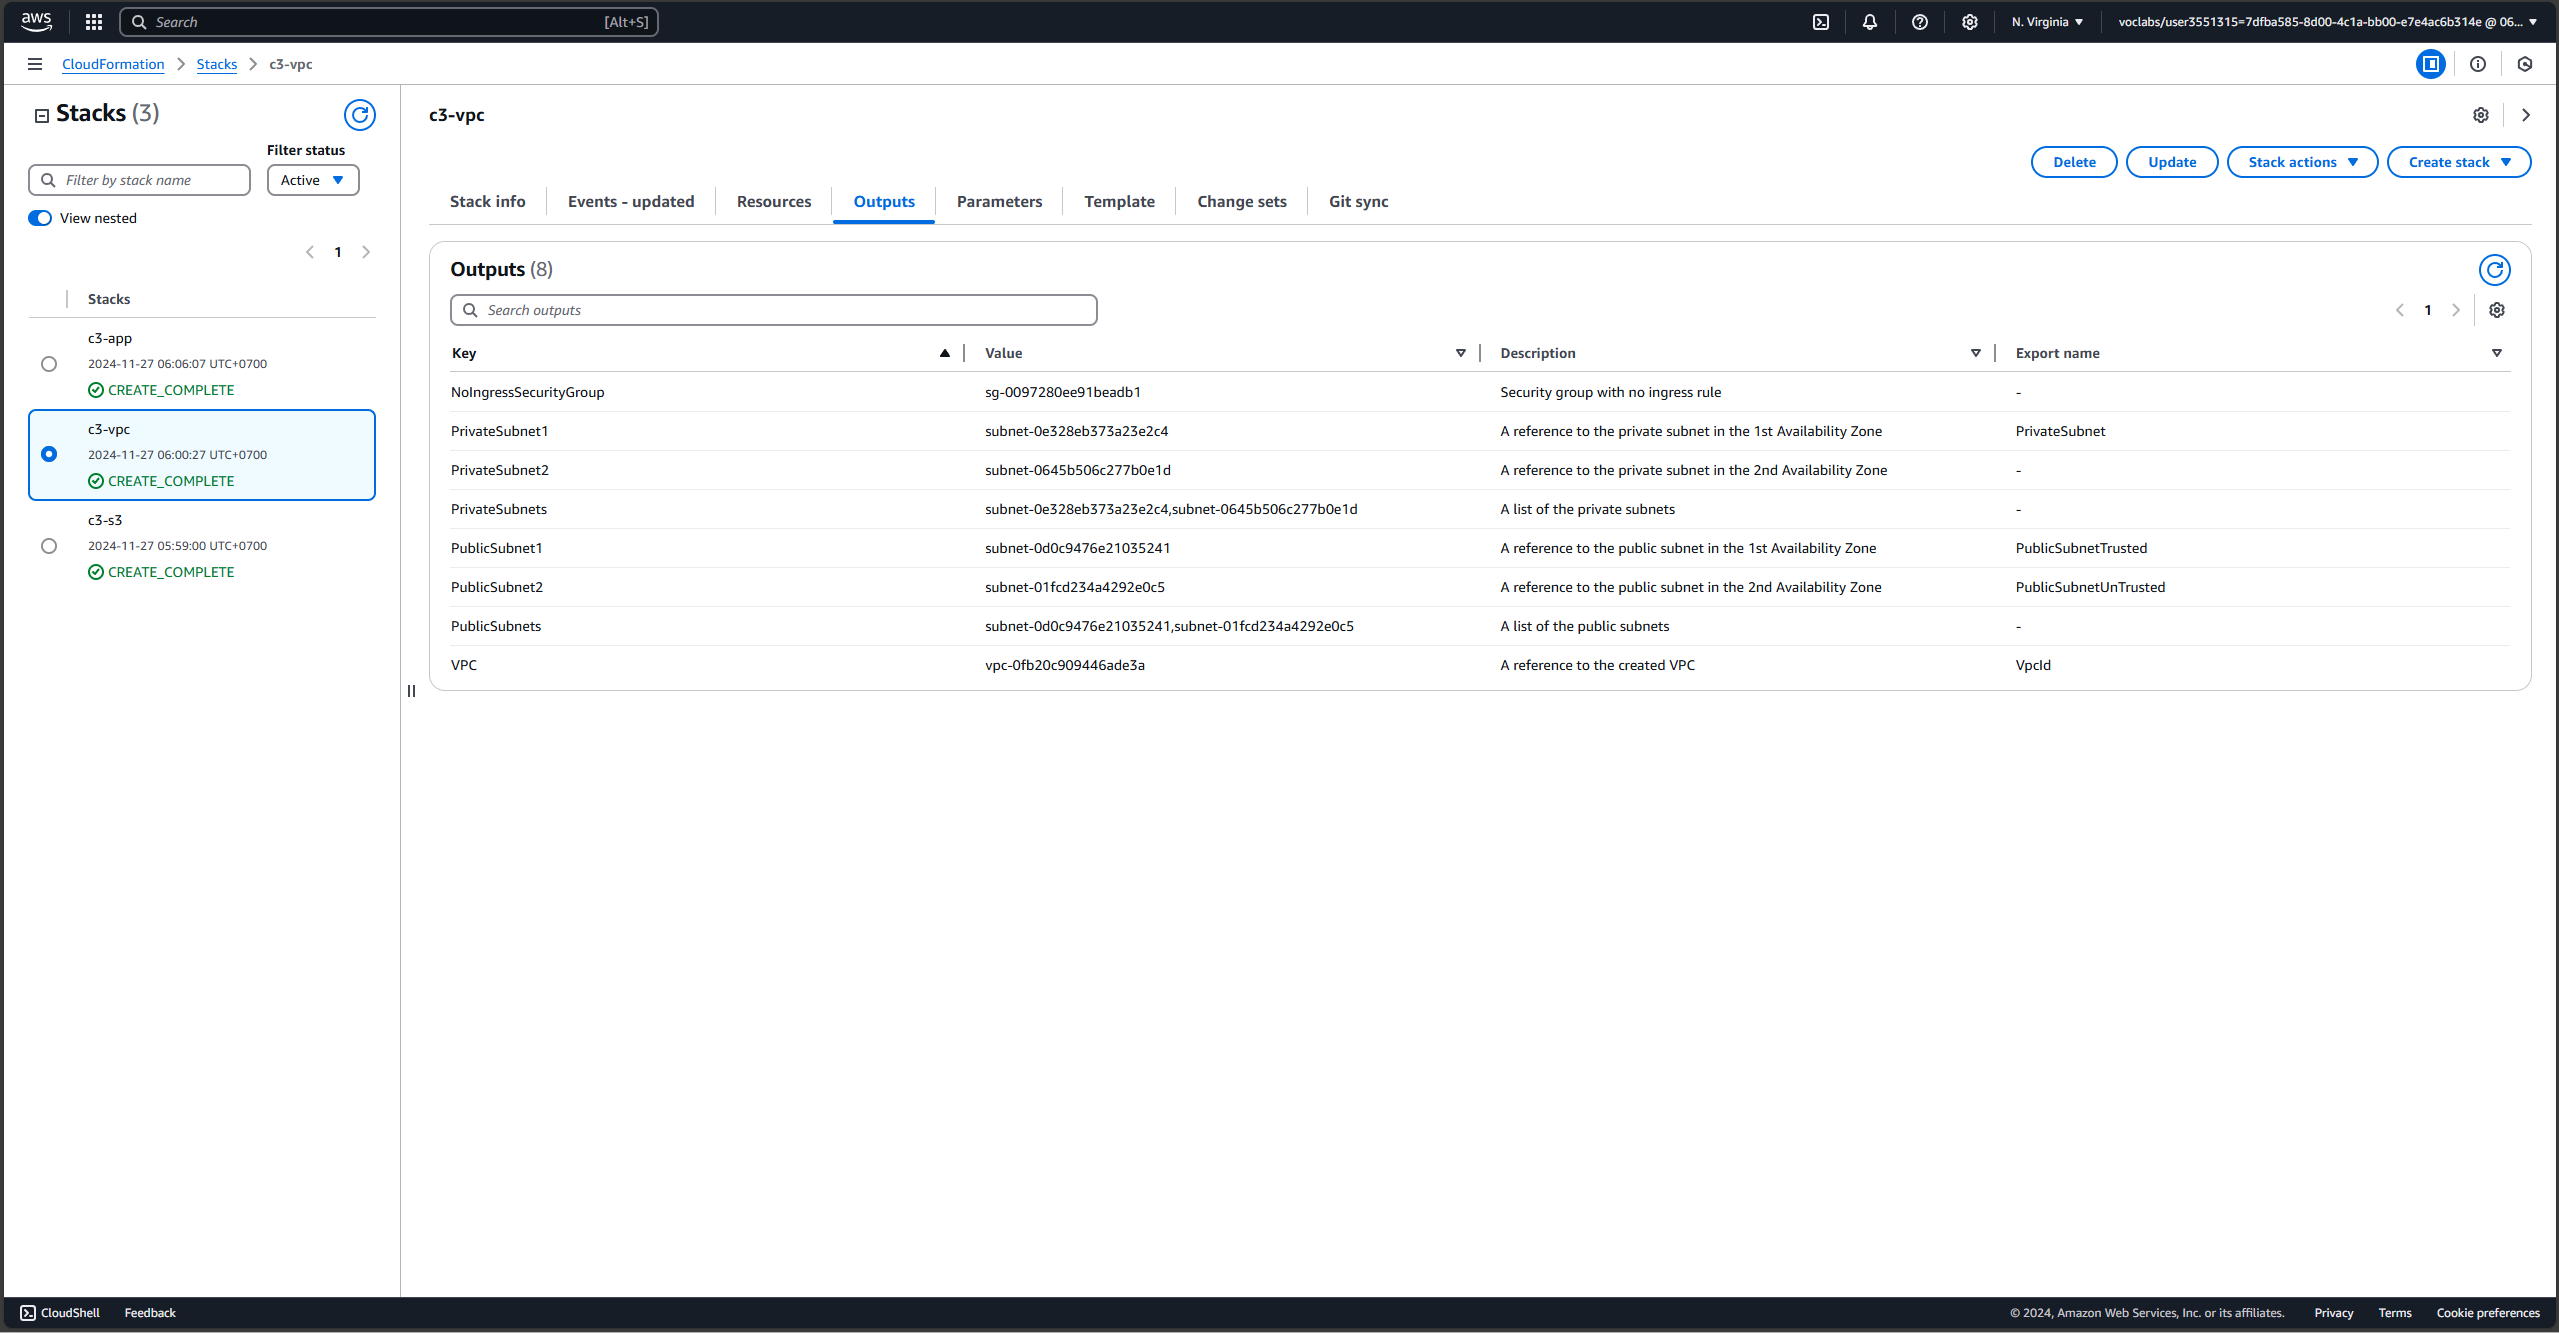 aws
Search
[Alt+S]
N. Virginia
voclabs/user3551315=7dfba585-8d00-4c1a-bb00-e7e4ac6b314e @ 06...
CloudFormation
Stacks
c3-vpc
Stacks (3)
Filter status
Filter by stack name
Active
View nested
1
Stacks
c3-app
2024-11-27 06:06:07 UTC+0700
CREATE_COMPLETE
c3-vpc
2024-11-27 06:00:27 UTC+0700
CREATE_COMPLETE
c3-s3
2024-11-27 05:59:00 UTC+0700
CREATE_COMPLETE
c3-vpc
Delete
Update
Stack actions
Create stack
Stack info
Events - updated
Resources
Outputs
Parameters
Template
Change sets
Git sync
Outputs (8)
Search outputs
1
Key Value Description Export name
NoIngressSecurityGroup sg-0097280ee91beadb1 Security group with no ingress rule -
PrivateSubnet1 subnet-0e328eb373a23e2c4 A reference to the private subnet in the 1st Availability Zone PrivateSubnet
PrivateSubnet2 subnet-0645b506c277b0e1d A reference to the private subnet in the 2nd Availability Zone -
PrivateSubnets subnet-0e328eb373a23e2c4,subnet-0645b506c277b0e1d A list of the private subnets -
PublicSubnet1 subnet-0d0c9476e21035241 A reference to the public subnet in the 1st Availability Zone PublicSubnetTrusted
PublicSubnet2 subnet-01fcd234a4292e0c5 A reference to the public subnet in the 2nd Availability Zone PublicSubnetUnTrusted
PublicSubnets subnet-0d0c9476e21035241,subnet-01fcd234a4292e0c5 A list of the public subnets -
VPC vpc-0fb20c909446ade3a A reference to the created VPC VpcId
CloudShell
Feedback
© 2024, Amazon Web Services, Inc. or its affiliates.
Privacy
Terms
Cookie preferences